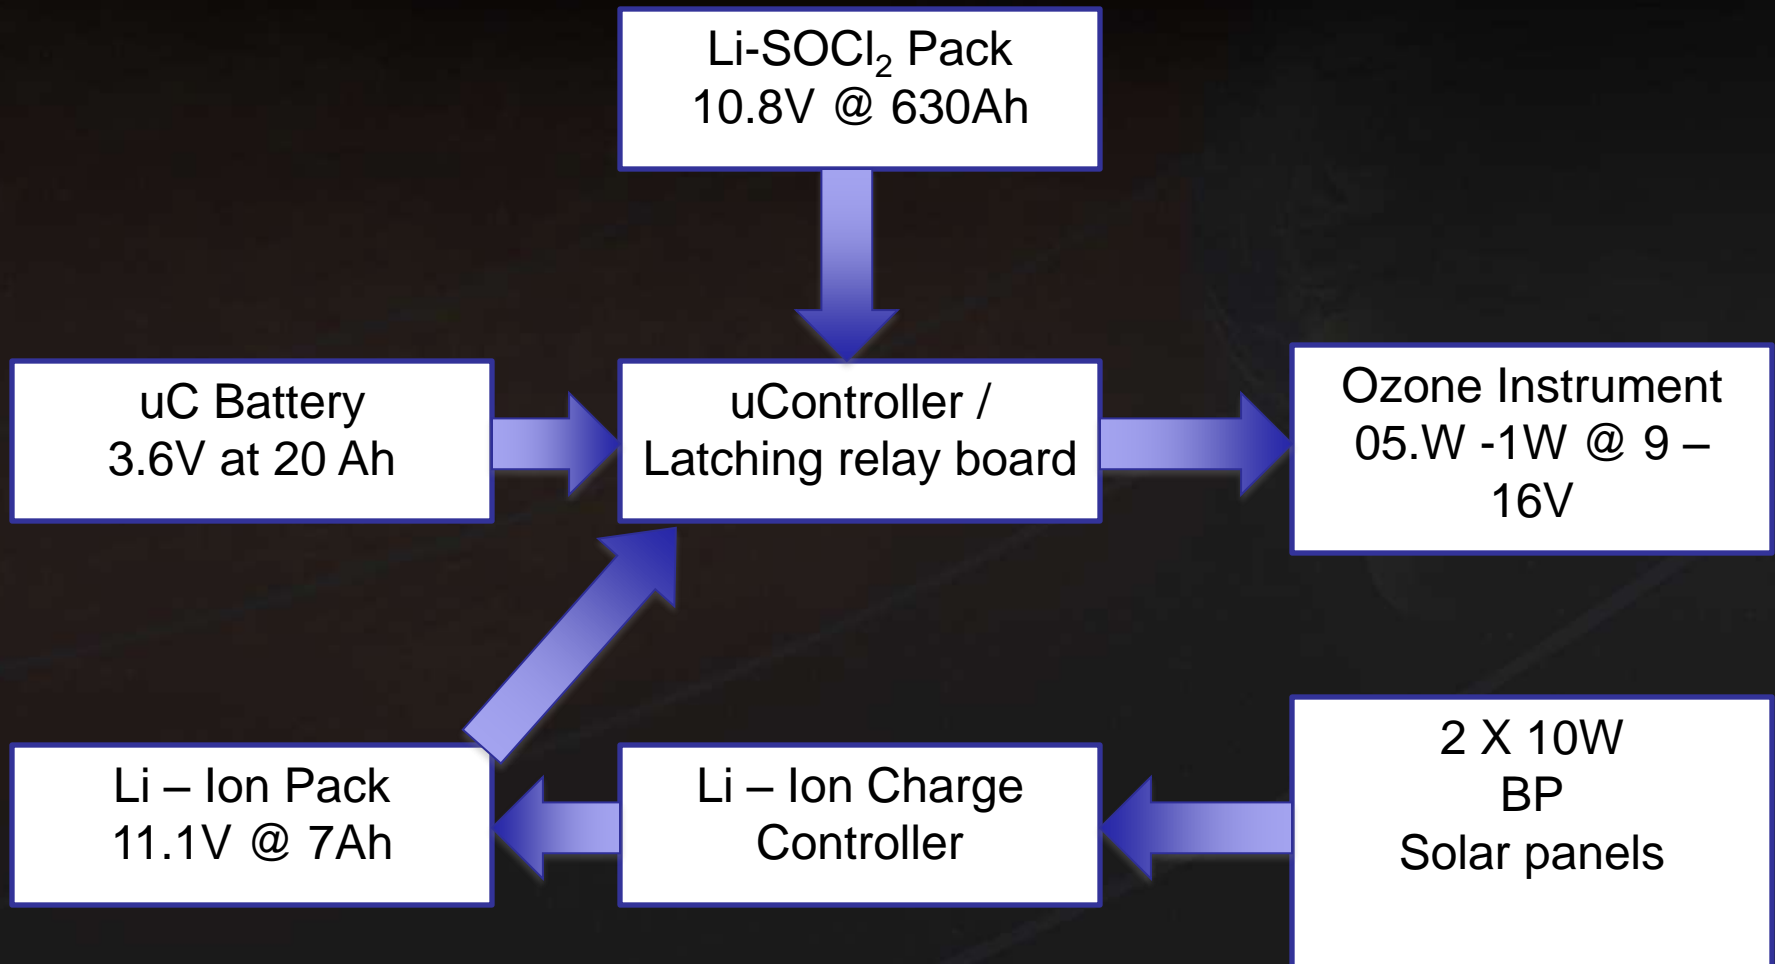 Li-SOCl₂ Pack
10.8V @ 630Ah
uC Battery
3.6V at 20 Ah
uController /
Latching relay board
Ozone Instrument
05.W -1W @ 9 –
16V
Li – Ion Pack
11.1V @ 7Ah
Li – Ion Charge
Controller
2 X 10W
BP
Solar panels